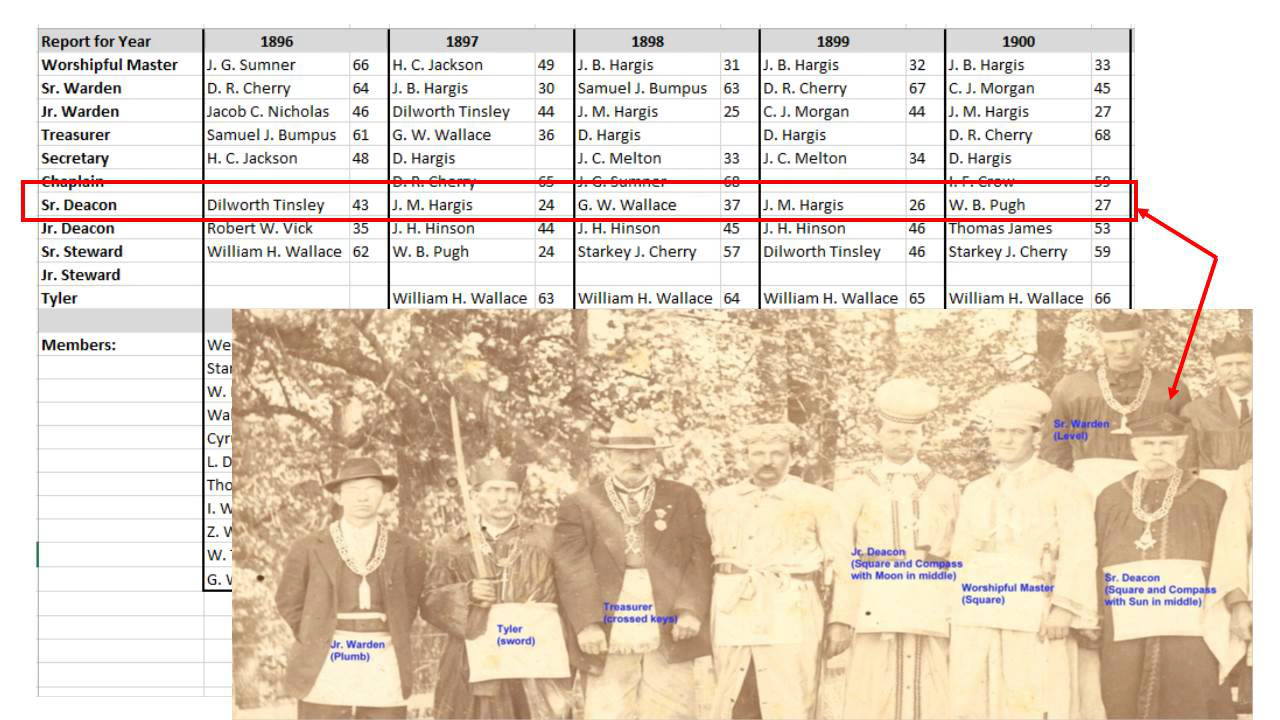 Report for Year 1896 1897 1898 1899 1900
Worshipful Master J. G. Sumner 66 H. C. Jackson 49 J. B. Hargis 31 J. B. Hargis 32 J. B. Hargis 33
Sr. Warden D. R. Cherry 64 J. B. Hargis 30 Samuel J. Bumpus 63 D. R. Cherry 67 C. J. Morgan 45
Jr. Warden Jacob C. Nicholas 46 Dilworth Tinsley 44 J. M. Hargis 25 C. J. Morgan 44 J. M. Hargis 27
Treasurer Samuel J. Bumpus 61 G. W. Wallace 36 D. Hargis D. Hargis D. R. Cherry 68
Secretary H. C. Jackson 48 D. Hargis J. C. Melton 33 J. C. Melton 34 D. Hargis
Chaplain D. R. Cherry 65 J. G. Sumner 68 I. F. Crow 59
Sr. Deacon Dilworth Tinsley 43 J. M. Hargis 24 G. W. Wallace 37 J. M. Hargis 26 W. B. Pugh 27
Jr. Deacon Robert W. Vick 35 J. H. Hinson 44 J. H. Hinson 45 J. H. Hinson 46 Thomas James 53
Sr. Steward William H. Wallace 62 W. B. Pugh 24 Starkey J. Cherry 57 Dilworth Tinsley 46 Starkey J. Cherry 59
Jr. Steward
Tyler William H. Wallace 63 William H. Wallace 64 William H. Wallace 65 William H. Wallace 66
Members: We
Star
W.
Wal
Cyr
L. D
Tho
I. W
Z. W
W. T
G. W
Sr. Warden
(Level)
Jr. Deacon
(Square and Compass
with Moon in middle)
Worshipful Master
(Square)
Sr. Deacon
(Square and Compass
with Sun in middle)
Treasurer
(crossed keys)
Tyler
(sword)
Jr. Warden
(Plumb)